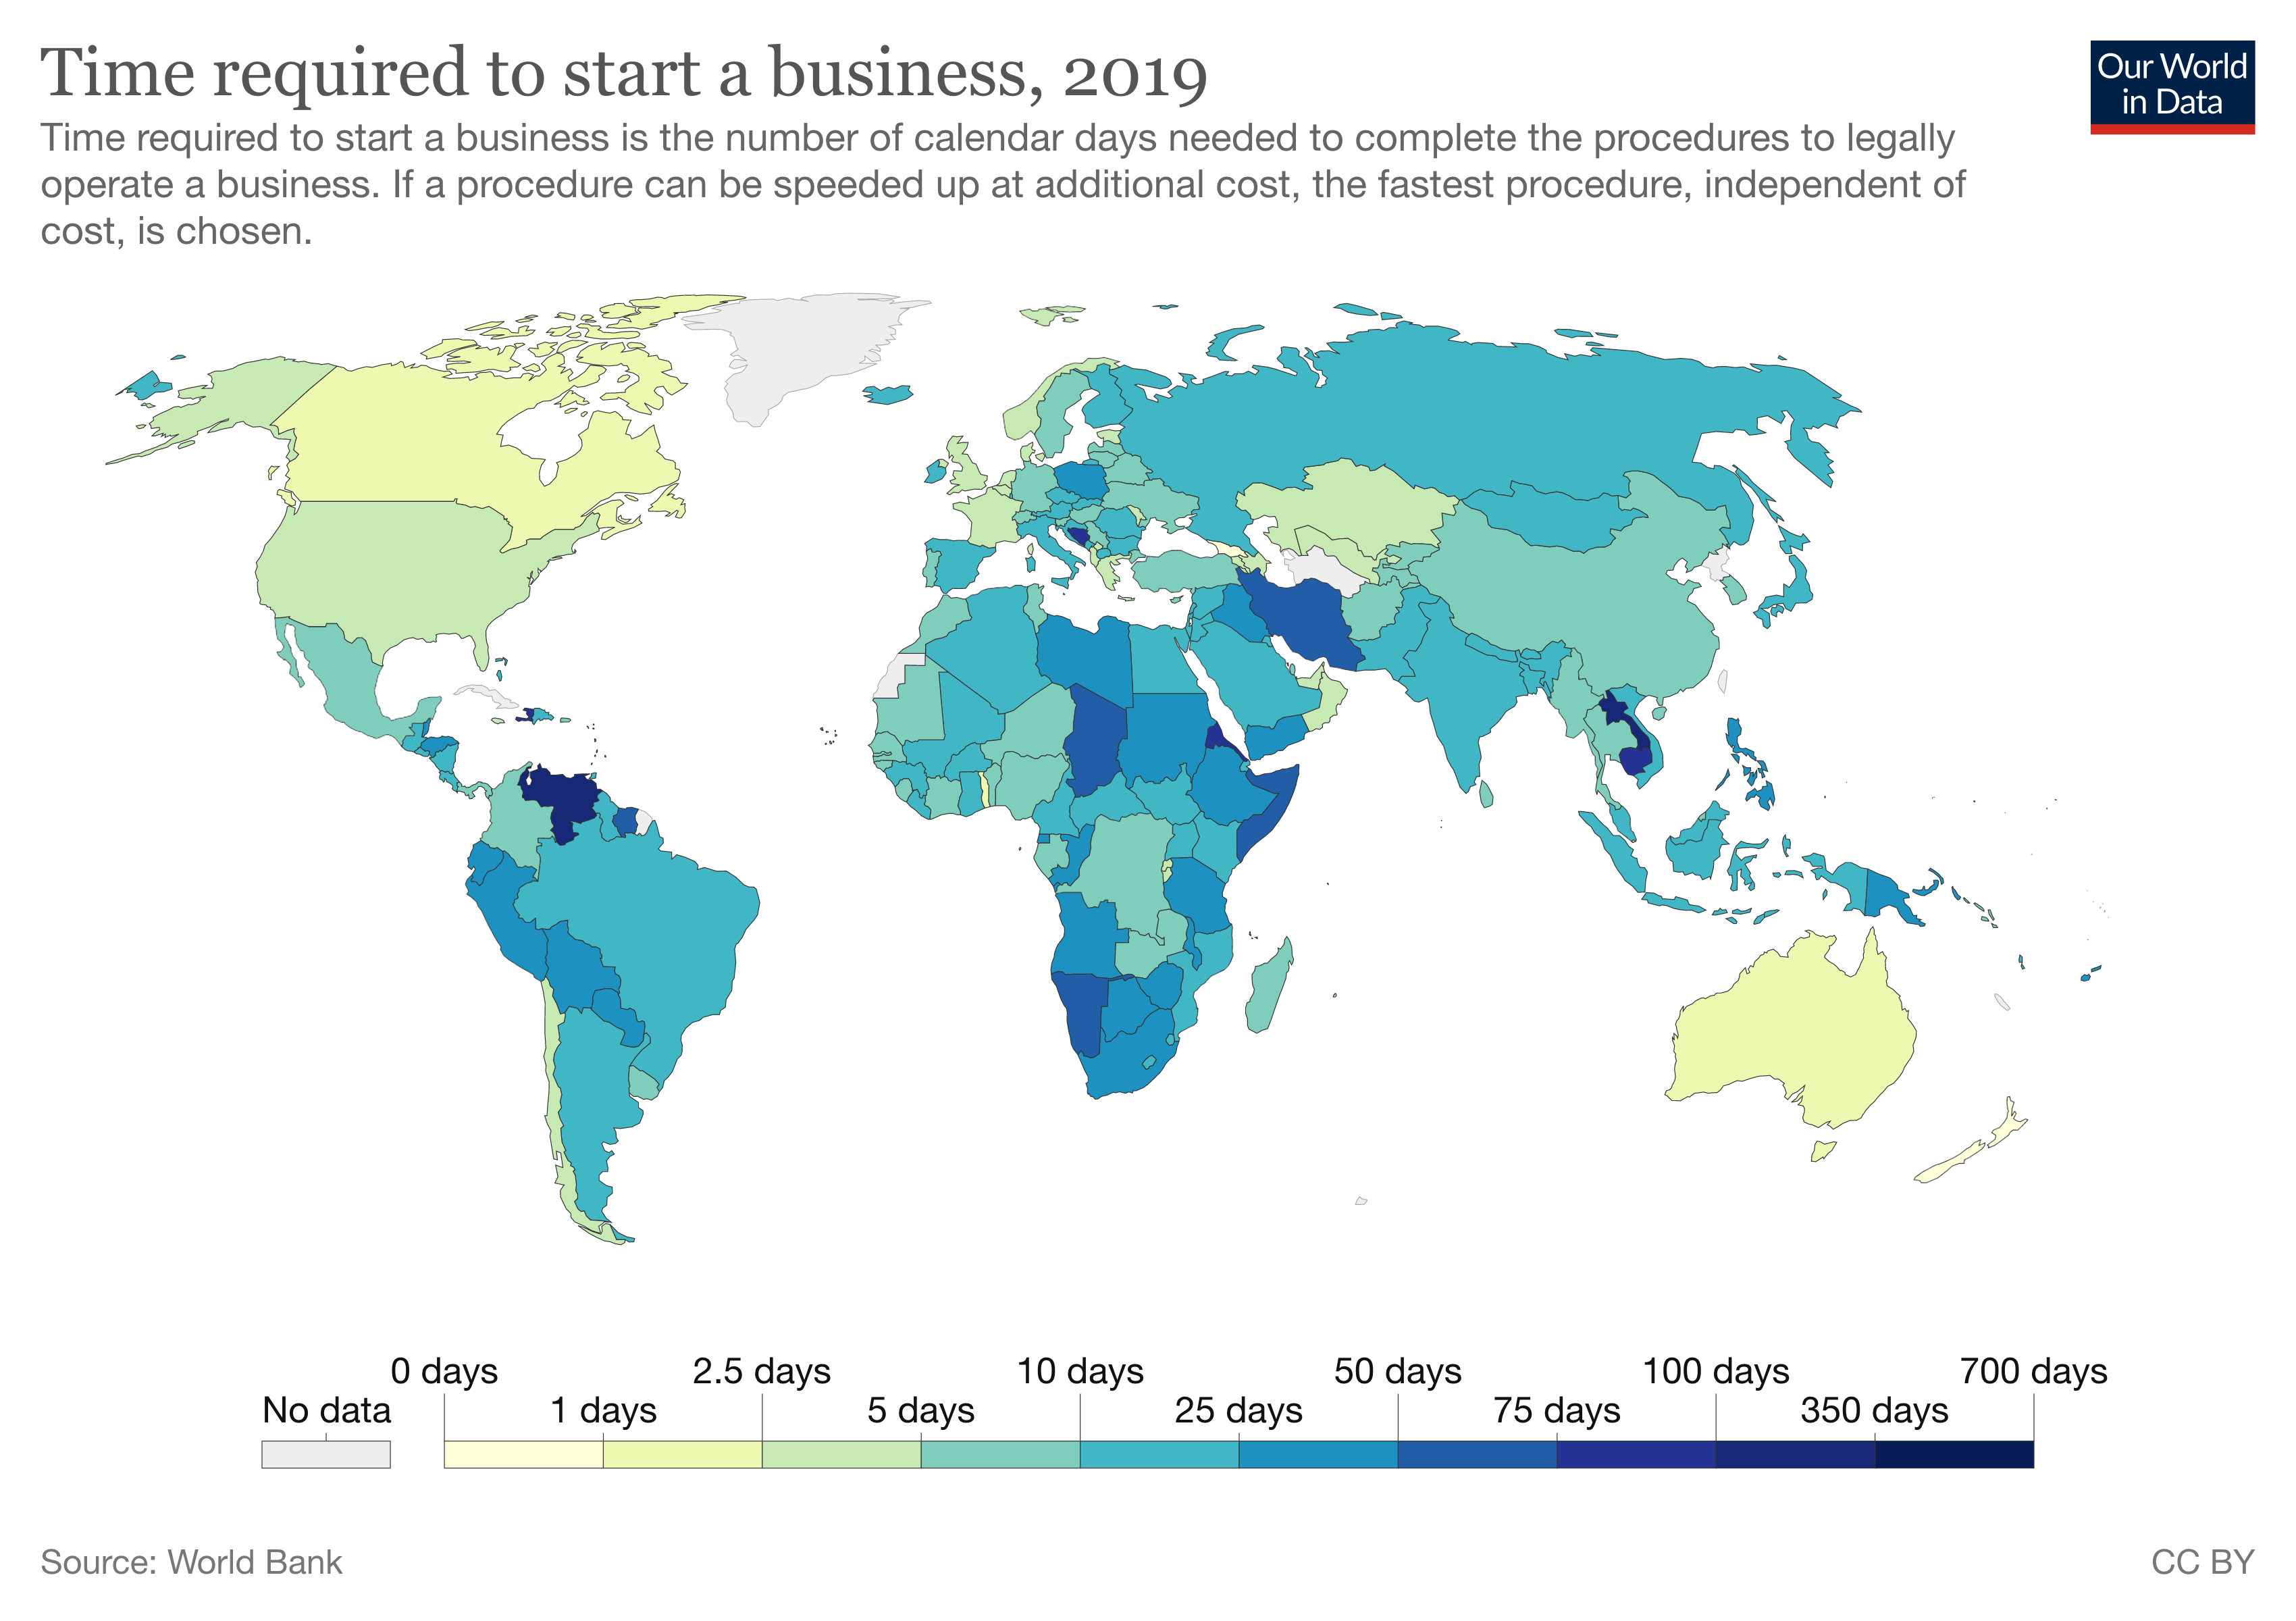 Time required to start a business, 2019
Our World
in Data
Time required to start a business is the number of calendar days needed to complete the procedures to legally
operate a business. If a procedure can be speeded up at additional cost, the fastest procedure, independent of
cost, is chosen.
0 days
2.5 days
10 days
50 days
100 days
700 days
No data
1 days
5 days
25 days
75 days
350 days
Source: World Bank
CC BY